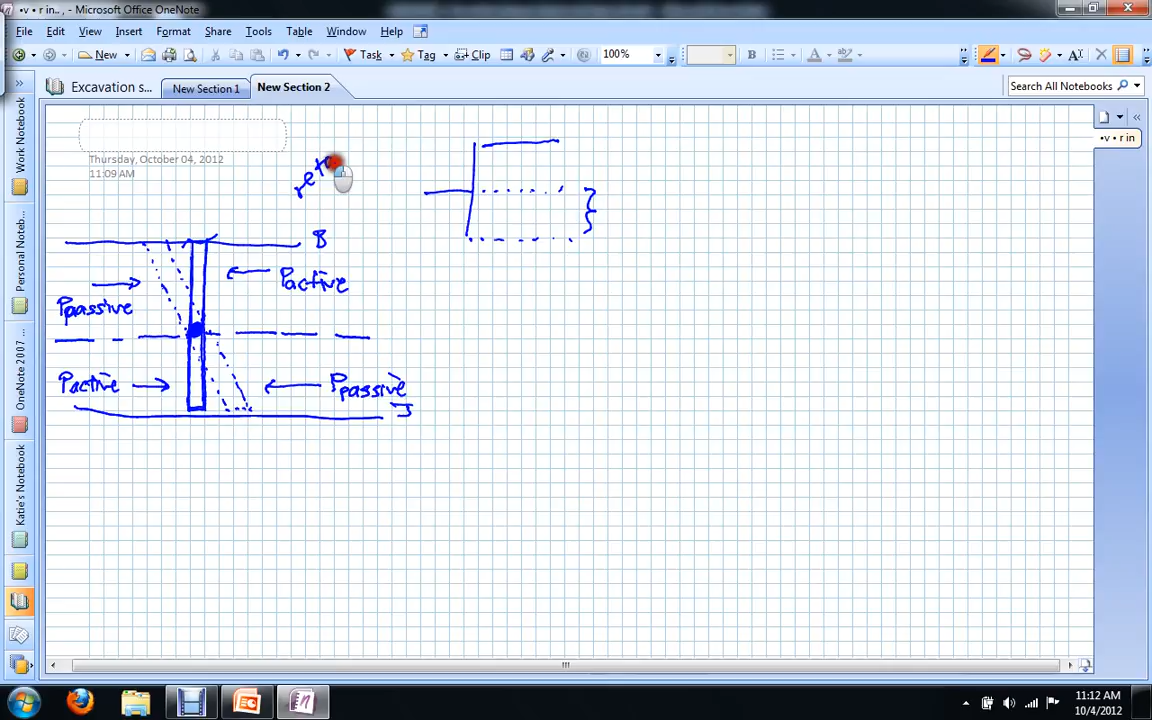 •v • r in.. , - Microsoft Office OneNote
File Edit View Insert Format Share Tools Table Window Help
New Task Tag Clip 100% B
Excavation s... New Section 1 New Section 2 Search All Notebooks
•v • r in
Thursday, October 04, 2012
11:09 AM
B
Pactive
Ppassive
Pactive
Ppassive
J
Work Notebook
Personal Notebook
OneNote 2007 ...
Katie's Notebook
11:12 AM
10/4/2012